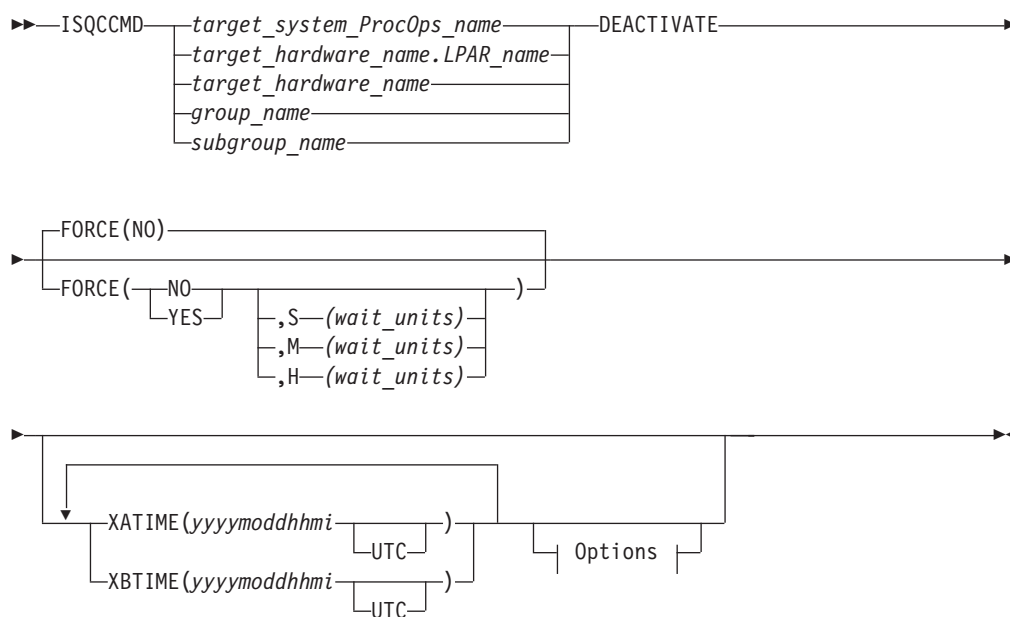 ISQCCMD target_system_ProcOps_name DEACTIVATE
target_hardware_name.LPAR_name
target_hardware_name
group_name
subgroup_name
FORCE(NO)
FORCE( NO )
YES ,S (wait_units)
,M (wait_units)
,H (wait_units)
XATIME(yyyymoddhhmi )
UTC Options
XBTIME(yyyymoddhhmi )
UTC